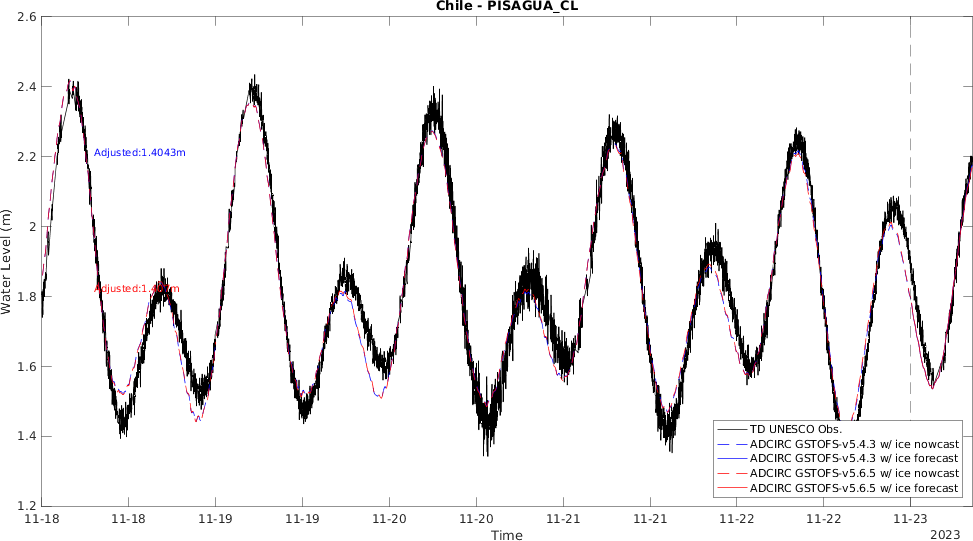 Chile - PISAGUA_CL
2.6
2.4
2.2
2
1.8
1.6
1.4
1.2
Water Level (m)
Adjusted:1.4043m
TD UNESCO Obs.
ADCIRC GSTOFS-v5.4.3 w/ ice nowcast
ADCIRC GSTOFS-v5.4.3 w/ ice forecast
ADCIRC GSTOFS-v5.6.5 w/ ice nowcast
ADCIRC GSTOFS-v5.6.5 w/ ice forecast
11-18 11-18 11-19 11-19 11-20 11-20 11-21 11-21 11-22 11-22 11-23
Time
2023